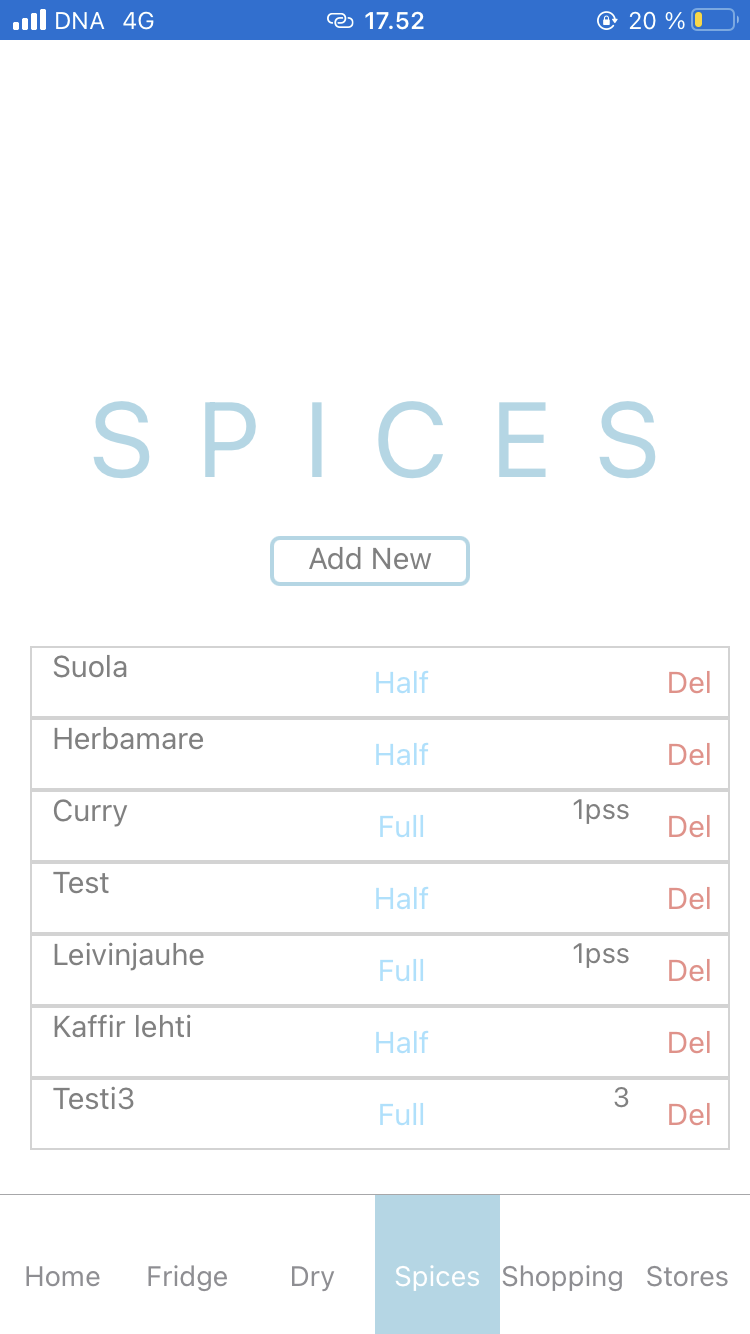 DNA 4G 17.52 20 %
SPICES
Add New
Suola Half Del
Herbamare Half Del
Curry Full 1pss Del
Test Half Del
Leivinjauhe Full 1pss Del
Kaffir lehti Half Del
Testi3 Full 3 Del
Home Fridge Dry Spices Shopping Stores